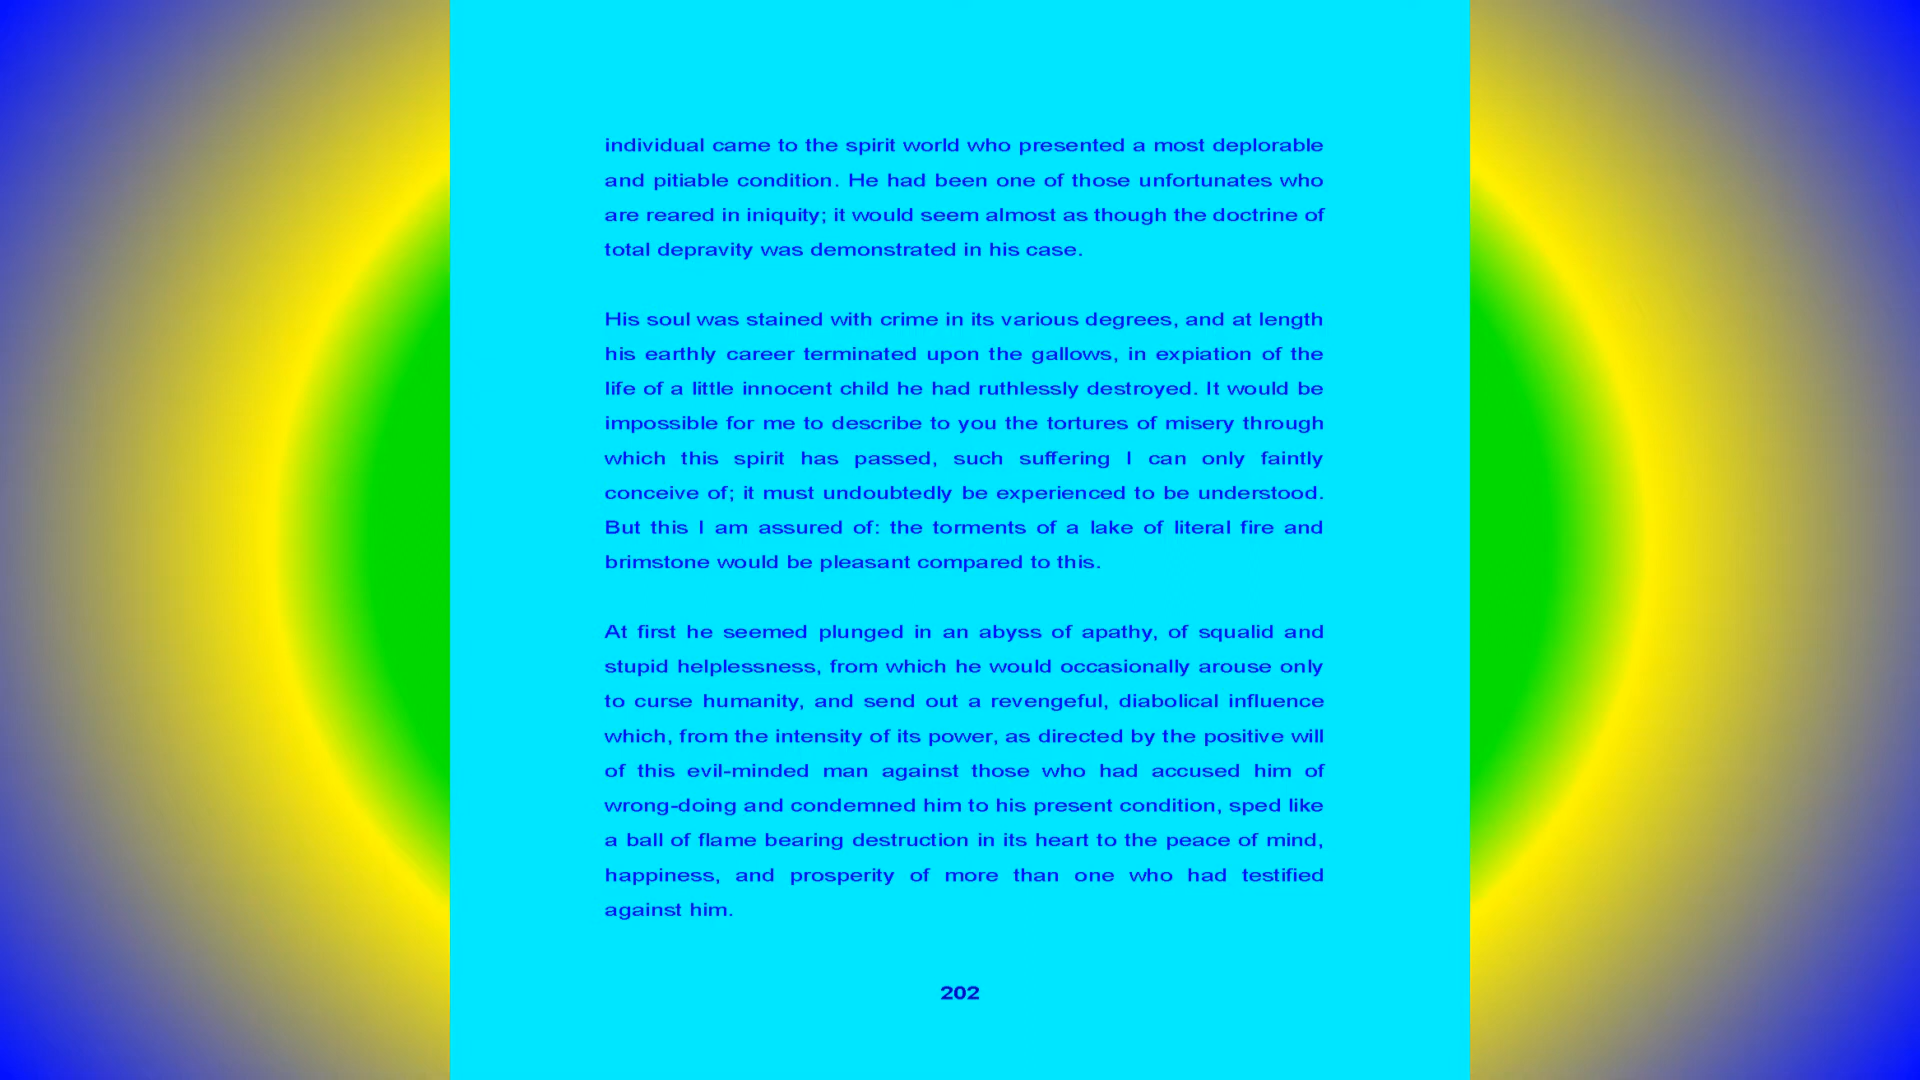 individual came to the spirit world who presented a most deplorable
and pitiable condition. He had been one of those unfortunates who
are reared in iniquity; it would seem almost as though the doctrine of
total depravity was demonstrated in his case.
His soul was stained with crime in its various degrees, and at length
his earthly career terminated upon the gallows, in expiation of the
life of a little innocent child he had ruthlessly destroyed. It would be
impossible for me to describe to you the tortures of misery through
which this spirit has passed, such suffering I can only faintly
conceive of; it must undoubtedly be experienced to be understood.
But this I am assured of: the torments of a lake of literal fire and
brimstone would be pleasant compared to this.
At first he seemed plunged in an abyss of apathy, of squalid and
stupid helplessness, from which he would occasionally arouse only
to curse humanity, and send out a revengeful, diabolical influence
which, from the intensity of its power, as directed by the positive will
of this evil-minded man against those who had accused him of
wrong-doing and condemned him to his present condition, sped like
a ball of flame bearing destruction in its heart to the peace of mind,
happiness, and prosperity of more than one who had testified
against him.
202